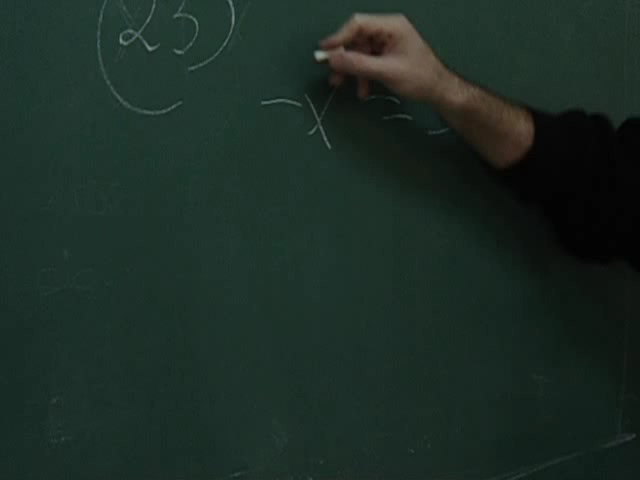 23
-x =